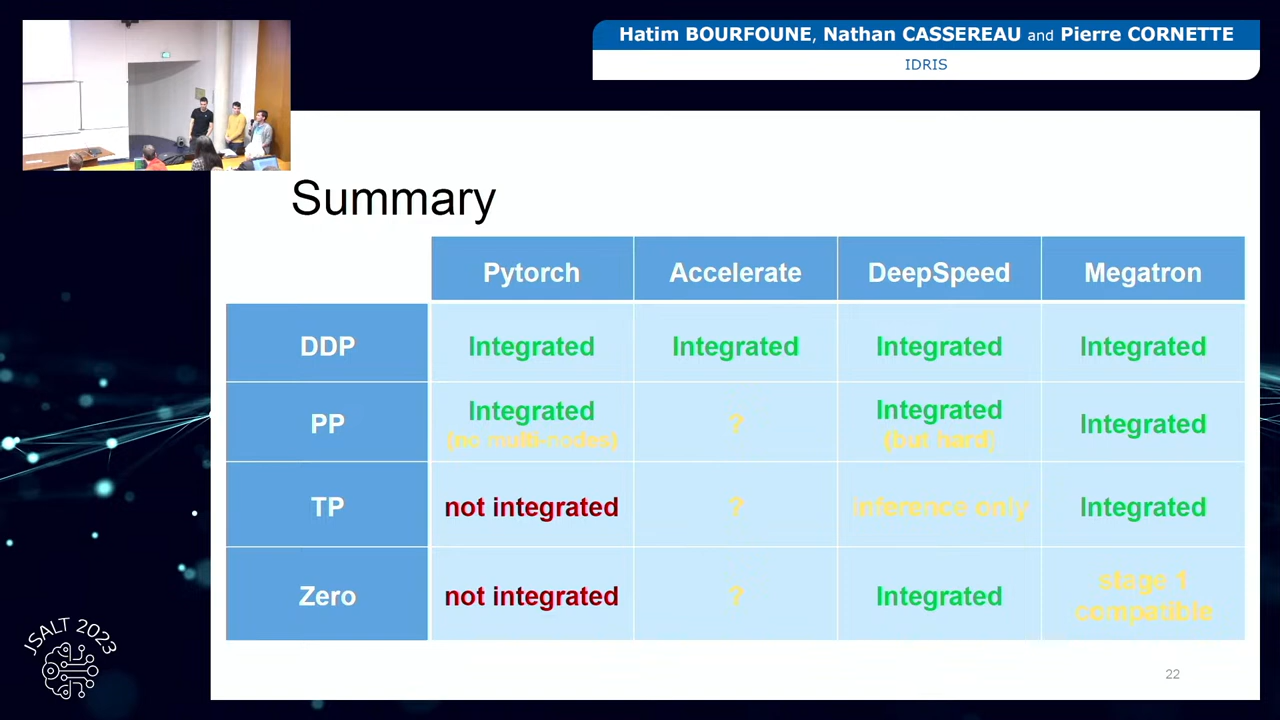 Hatim BOURFOUNE, Nathan CASSEREAU and Pierre CORNETTE
IDRIS
Summary
Pytorch Accelerate DeepSpeed Megatron
DDP Integrated Integrated Integrated Integrated
PP Integrated (no multi-nodes) ? Integrated (but hard) Integrated
TP not integrated ? inference only Integrated
Zero not integrated ? Integrated stage 1 compatible
22
JSALT 2023